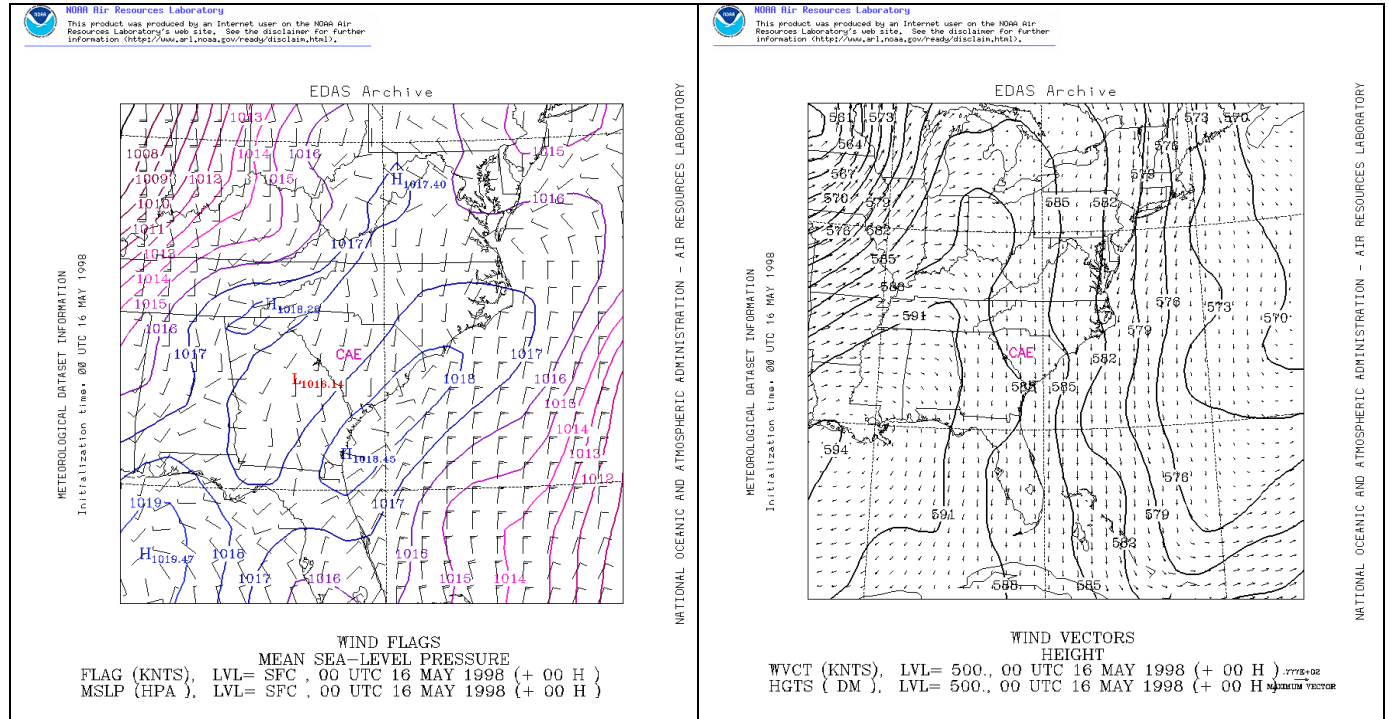 NOAA Air Resources Laboratory
This product was produced by an Internet user on the NOAA Air
Resources Laboratory's web site. See the disclaimer for further
information (http://www.arl.noaa.gov/ready/disclaim.html).
EDAS Archive
1013
1008
1014
1016
1015
1009
1012
1015
H1017.40
1010
1016
1011
1017
1013
1014
1015
H1018.26
1016
1017
CAE
1017
L1016.14
1018
1016
1015
1014
H1018.45
1013
1012
1019
1017
H1019.47
1018
1016
1017
1016
1015
1014
METEOROLOGICAL DATASET INFORMATION
Initialization time: 00 UTC 16 MAY 1998
NATIONAL OCEANIC AND ATMOSPHERIC ADMINISTRATION - AIR RESOURCES LABORATORY
WIND FLAGS
MEAN SEA-LEVEL PRESSURE
FLAG (KNTS), LVL= SFC , 00 UTC 16 MAY 1998 (+ 00 H )
MSLP (HPA ), LVL= SFC , 00 UTC 16 MAY 1998 (+ 00 H )
NOAA Air Resources Laboratory
This product was produced by an Internet user on the NOAA Air
Resources Laboratory's web site. See the disclaimer for further
information (http://www.arl.noaa.gov/ready/disclaim.html).
EDAS Archive
561
573
573
570
564
576
567
579
570
579
585
582
576
582
585
588
576
573
591
570
579
582
CAE
588
585
594
576
591
579
582
588
585
METEOROLOGICAL DATASET INFORMATION
Initialization time: 00 UTC 16 MAY 1998
NATIONAL OCEANIC AND ATMOSPHERIC ADMINISTRATION - AIR RESOURCES LABORATORY
WIND VECTORS
HEIGHT
WVCT (KNTS), LVL= 500., 00 UTC 16 MAY 1998 (+ 00 H )
.777E+02
HGTS ( DM ), LVL= 500., 00 UTC 16 MAY 1998 (+ 00 H )
MAXIMUM VECTOR